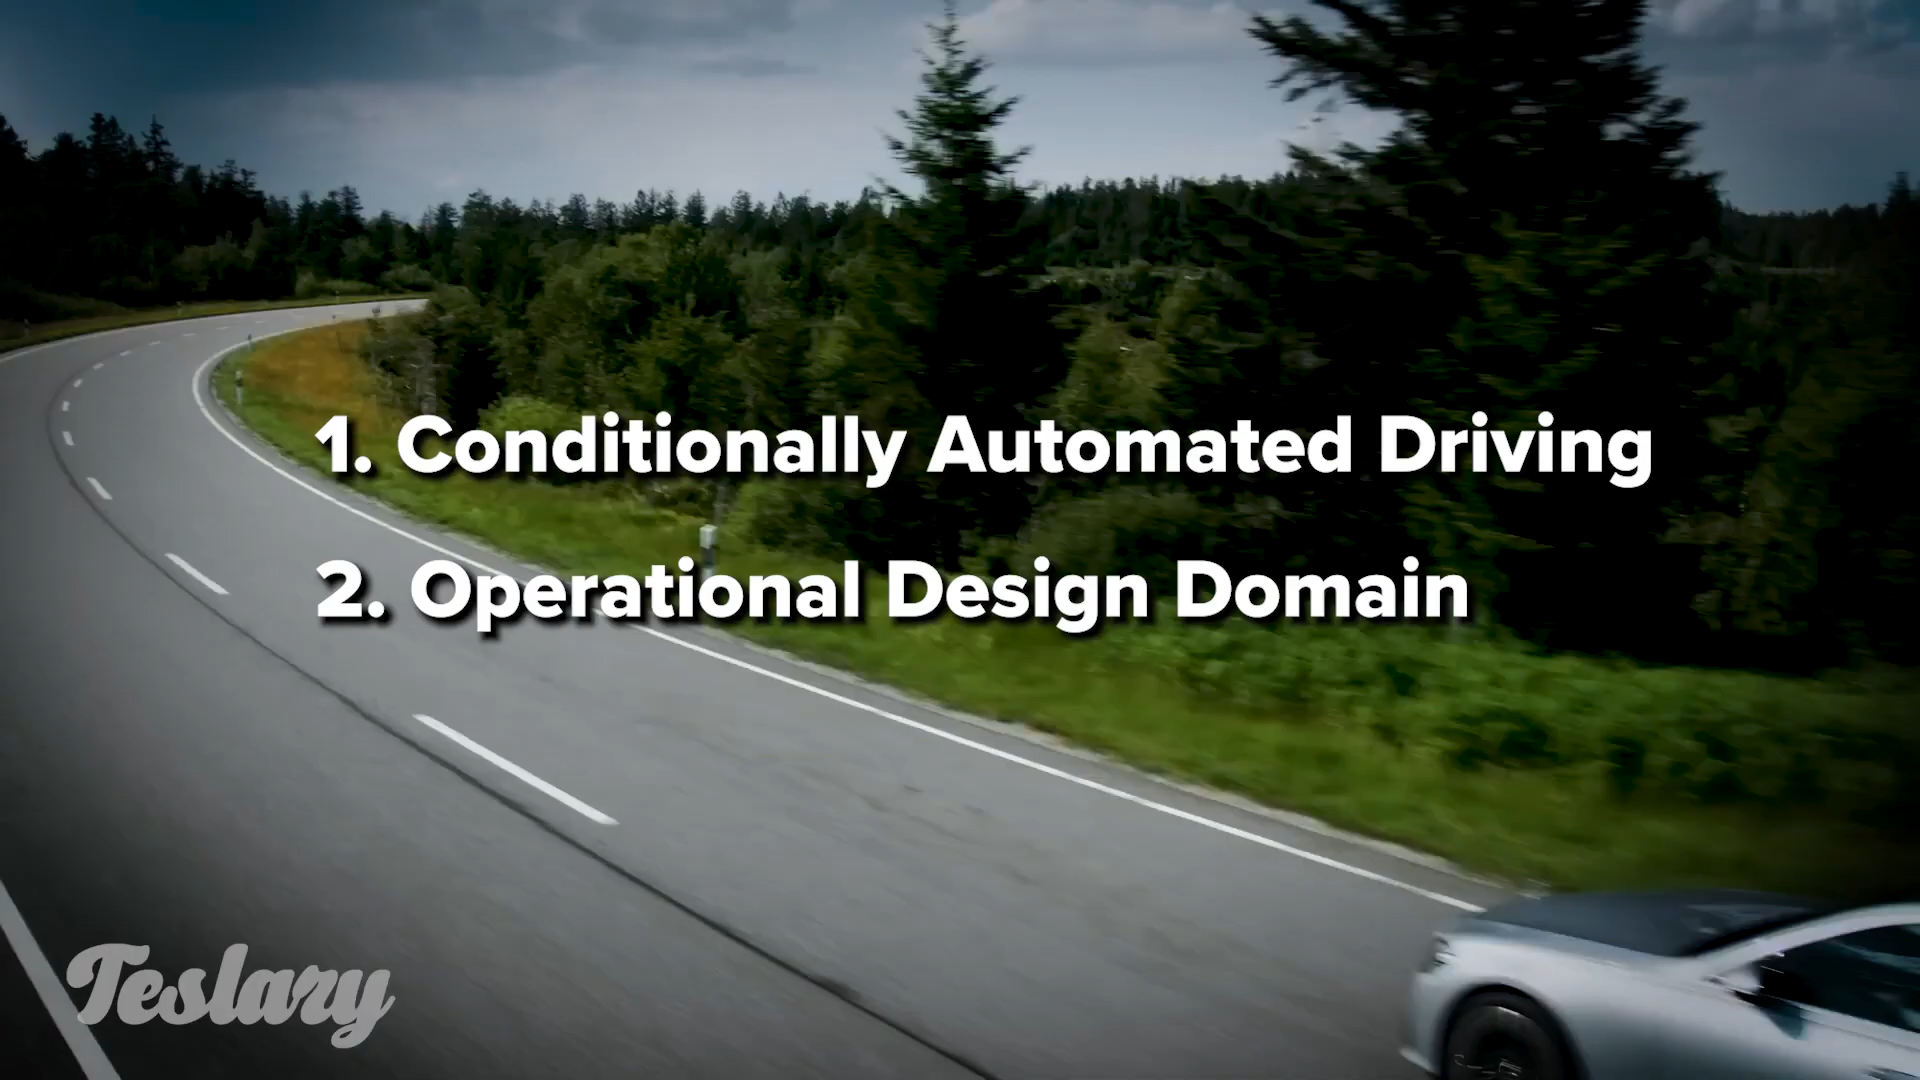 1. Conditionally Automated Driving
2. Operational Design Domain
Teslary